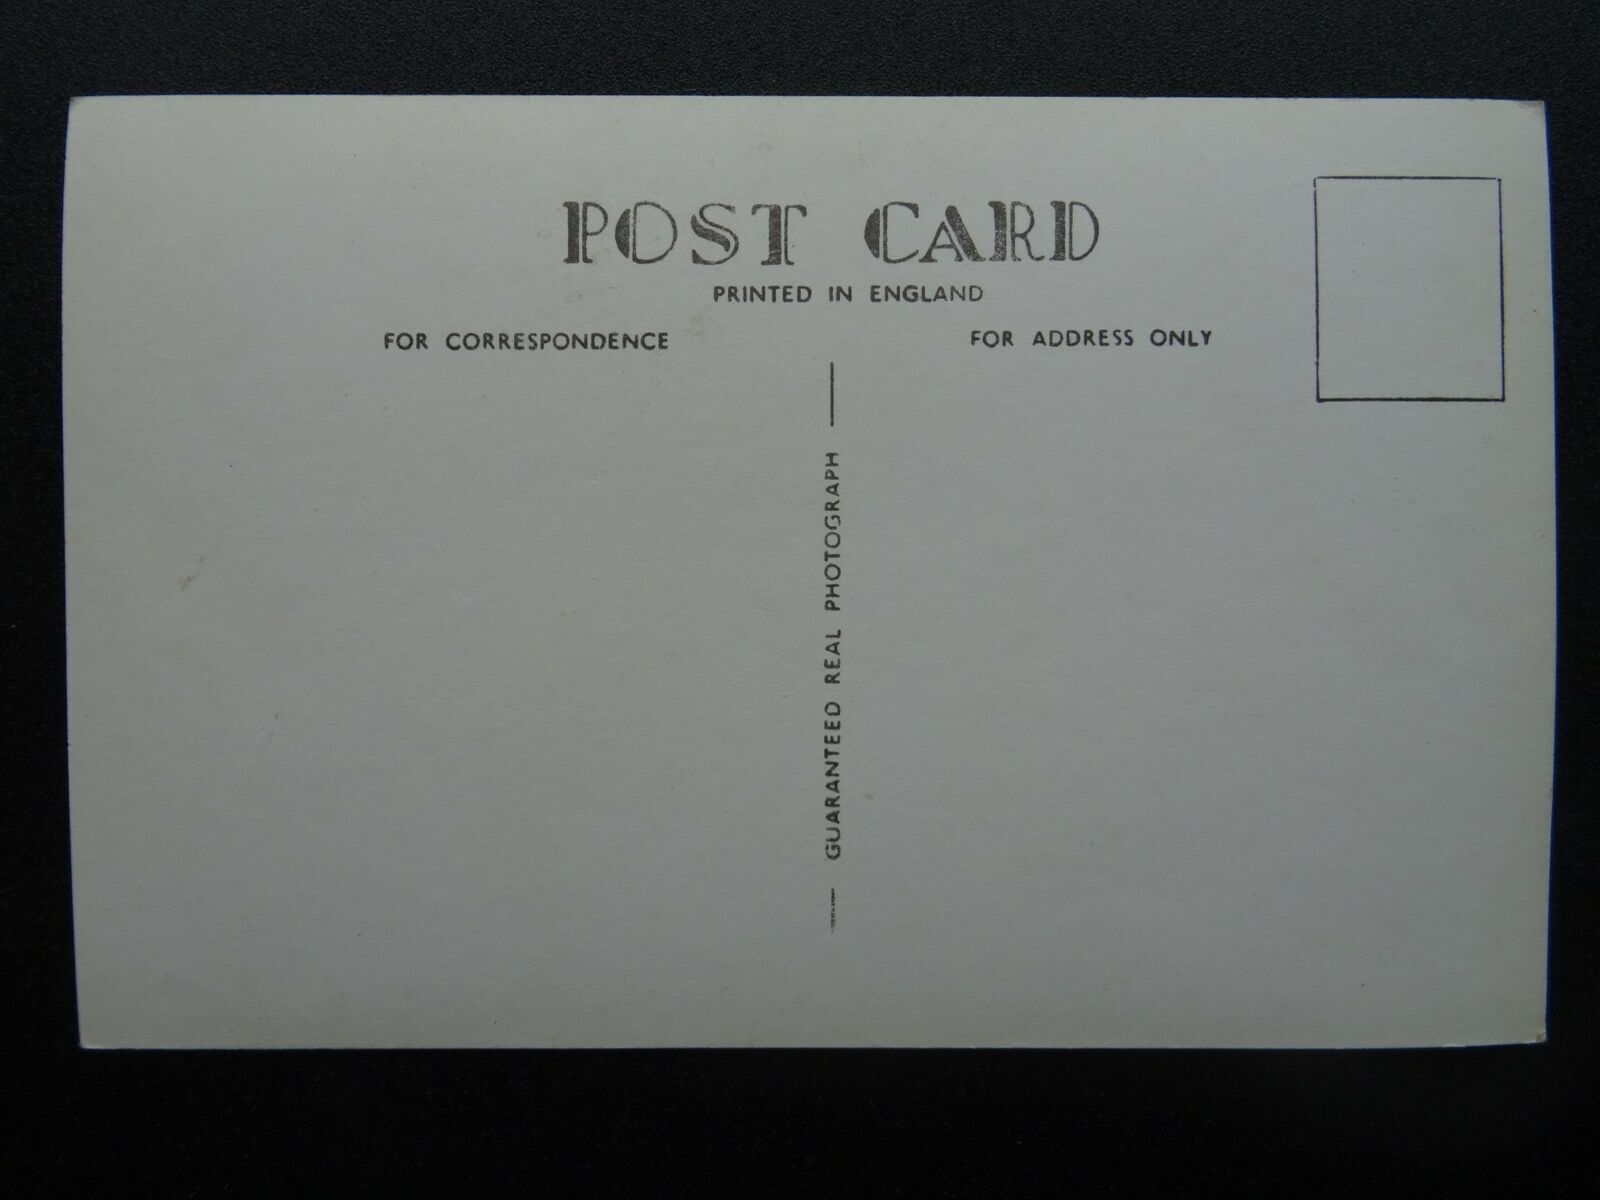 POST CARD
PRINTED IN ENGLAND
FOR CORRESPONDENCE
FOR ADDRESS ONLY
GUARANTEED REAL PHOTOGRAPH